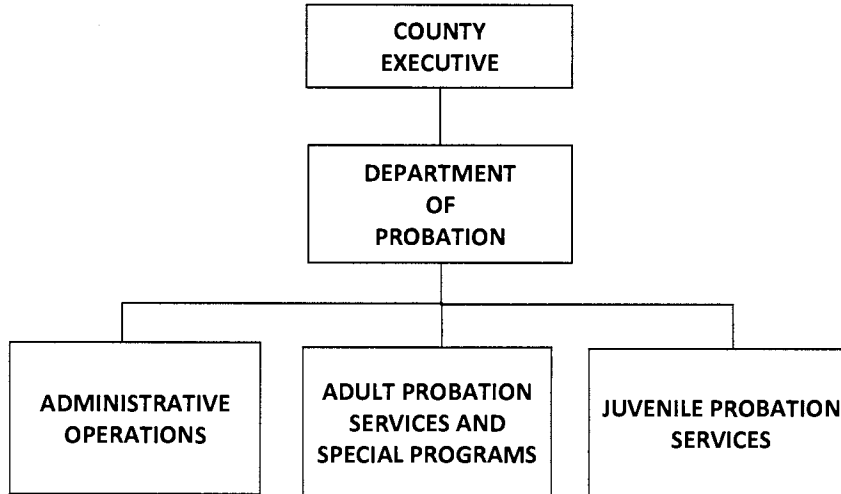 COUNTY
EXECUTIVE
DEPARTMENT
OF
PROBATION
ADMINISTRATIVE
OPERATIONS
ADULT PROBATION
SERVICES AND
SPECIAL PROGRAMS
JUVENILE PROBATION
SERVICES